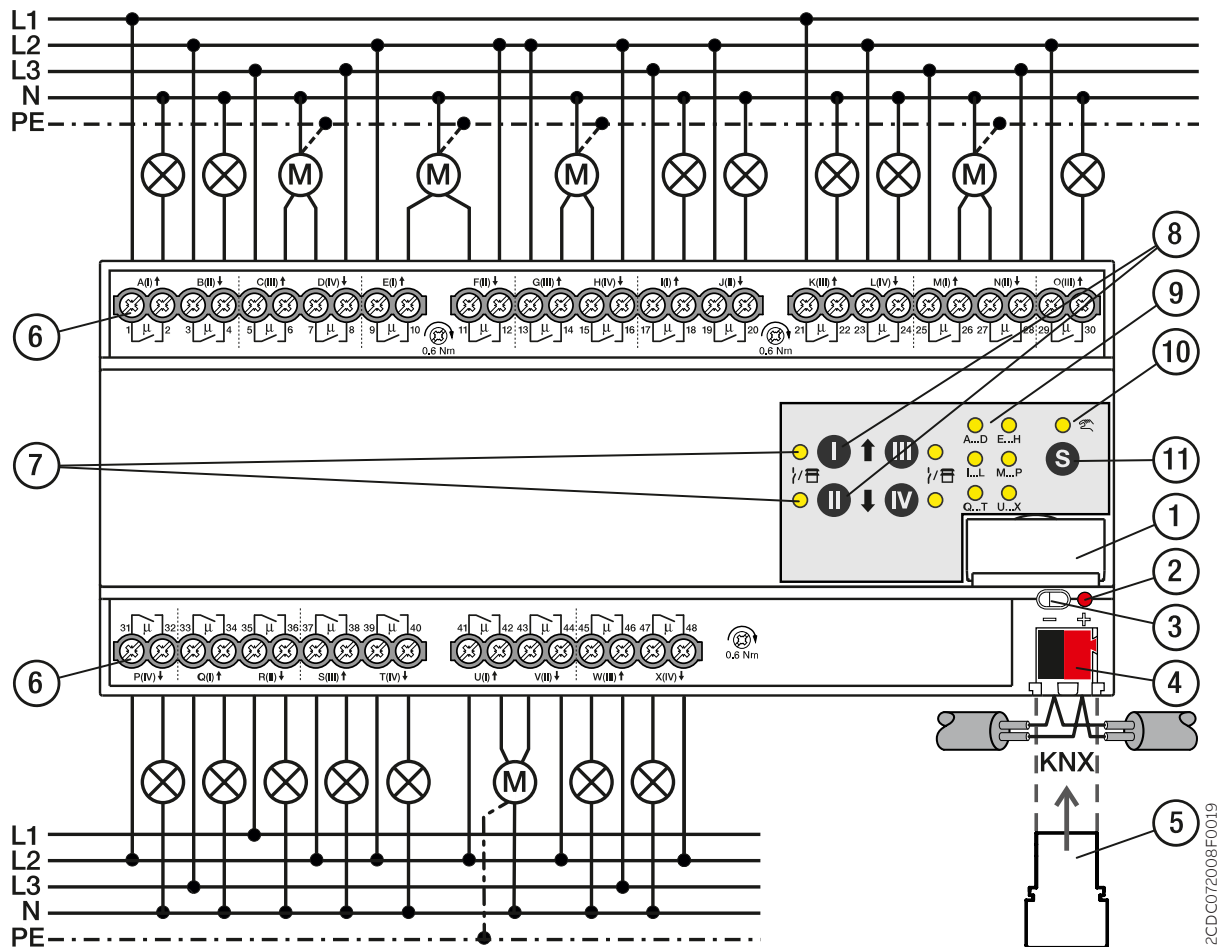 L1
L2
L3
N
PE
M M M M
A(I)↑ B(II)↓ C(III)↑ D(IV)↓ E(I)↑ F(II)↓ G(III)↑ H(IV)↓ I(I)↑ J(II)↓ K(III)↑ L(IV)↓ M(I)↑ N(II)↓ O(III)↑
1 µ 2 3 µ 4 5 µ 6 7 µ 8 9 µ 10 11 µ 12 13 µ 14 15 µ 16 17 µ 18 19 µ 20 21 µ 22 23 µ 24 25 µ 26 27 µ 28 29 µ 30
0.6 Nm 0.6 Nm
8
9
6
10
A...D E...H
I III
7
I...L M...P
S
11
II IV
Q...T U...X
1
2
− +
3
31 µ 32 33 µ 34 35 µ 36 37 µ 38 39 µ 40 41 µ 42 43 µ 44 45 µ 46 47 µ 48
0.6 Nm
P(IV)↓ Q(I)↑ R(II)↓ S(III)↑ T(IV)↓ U(I)↑ V(II)↓ W(III)↑ X(IV)↓
6
4
KNX
M
5
L1
L2
L3
N
PE
2CDC072008F0019